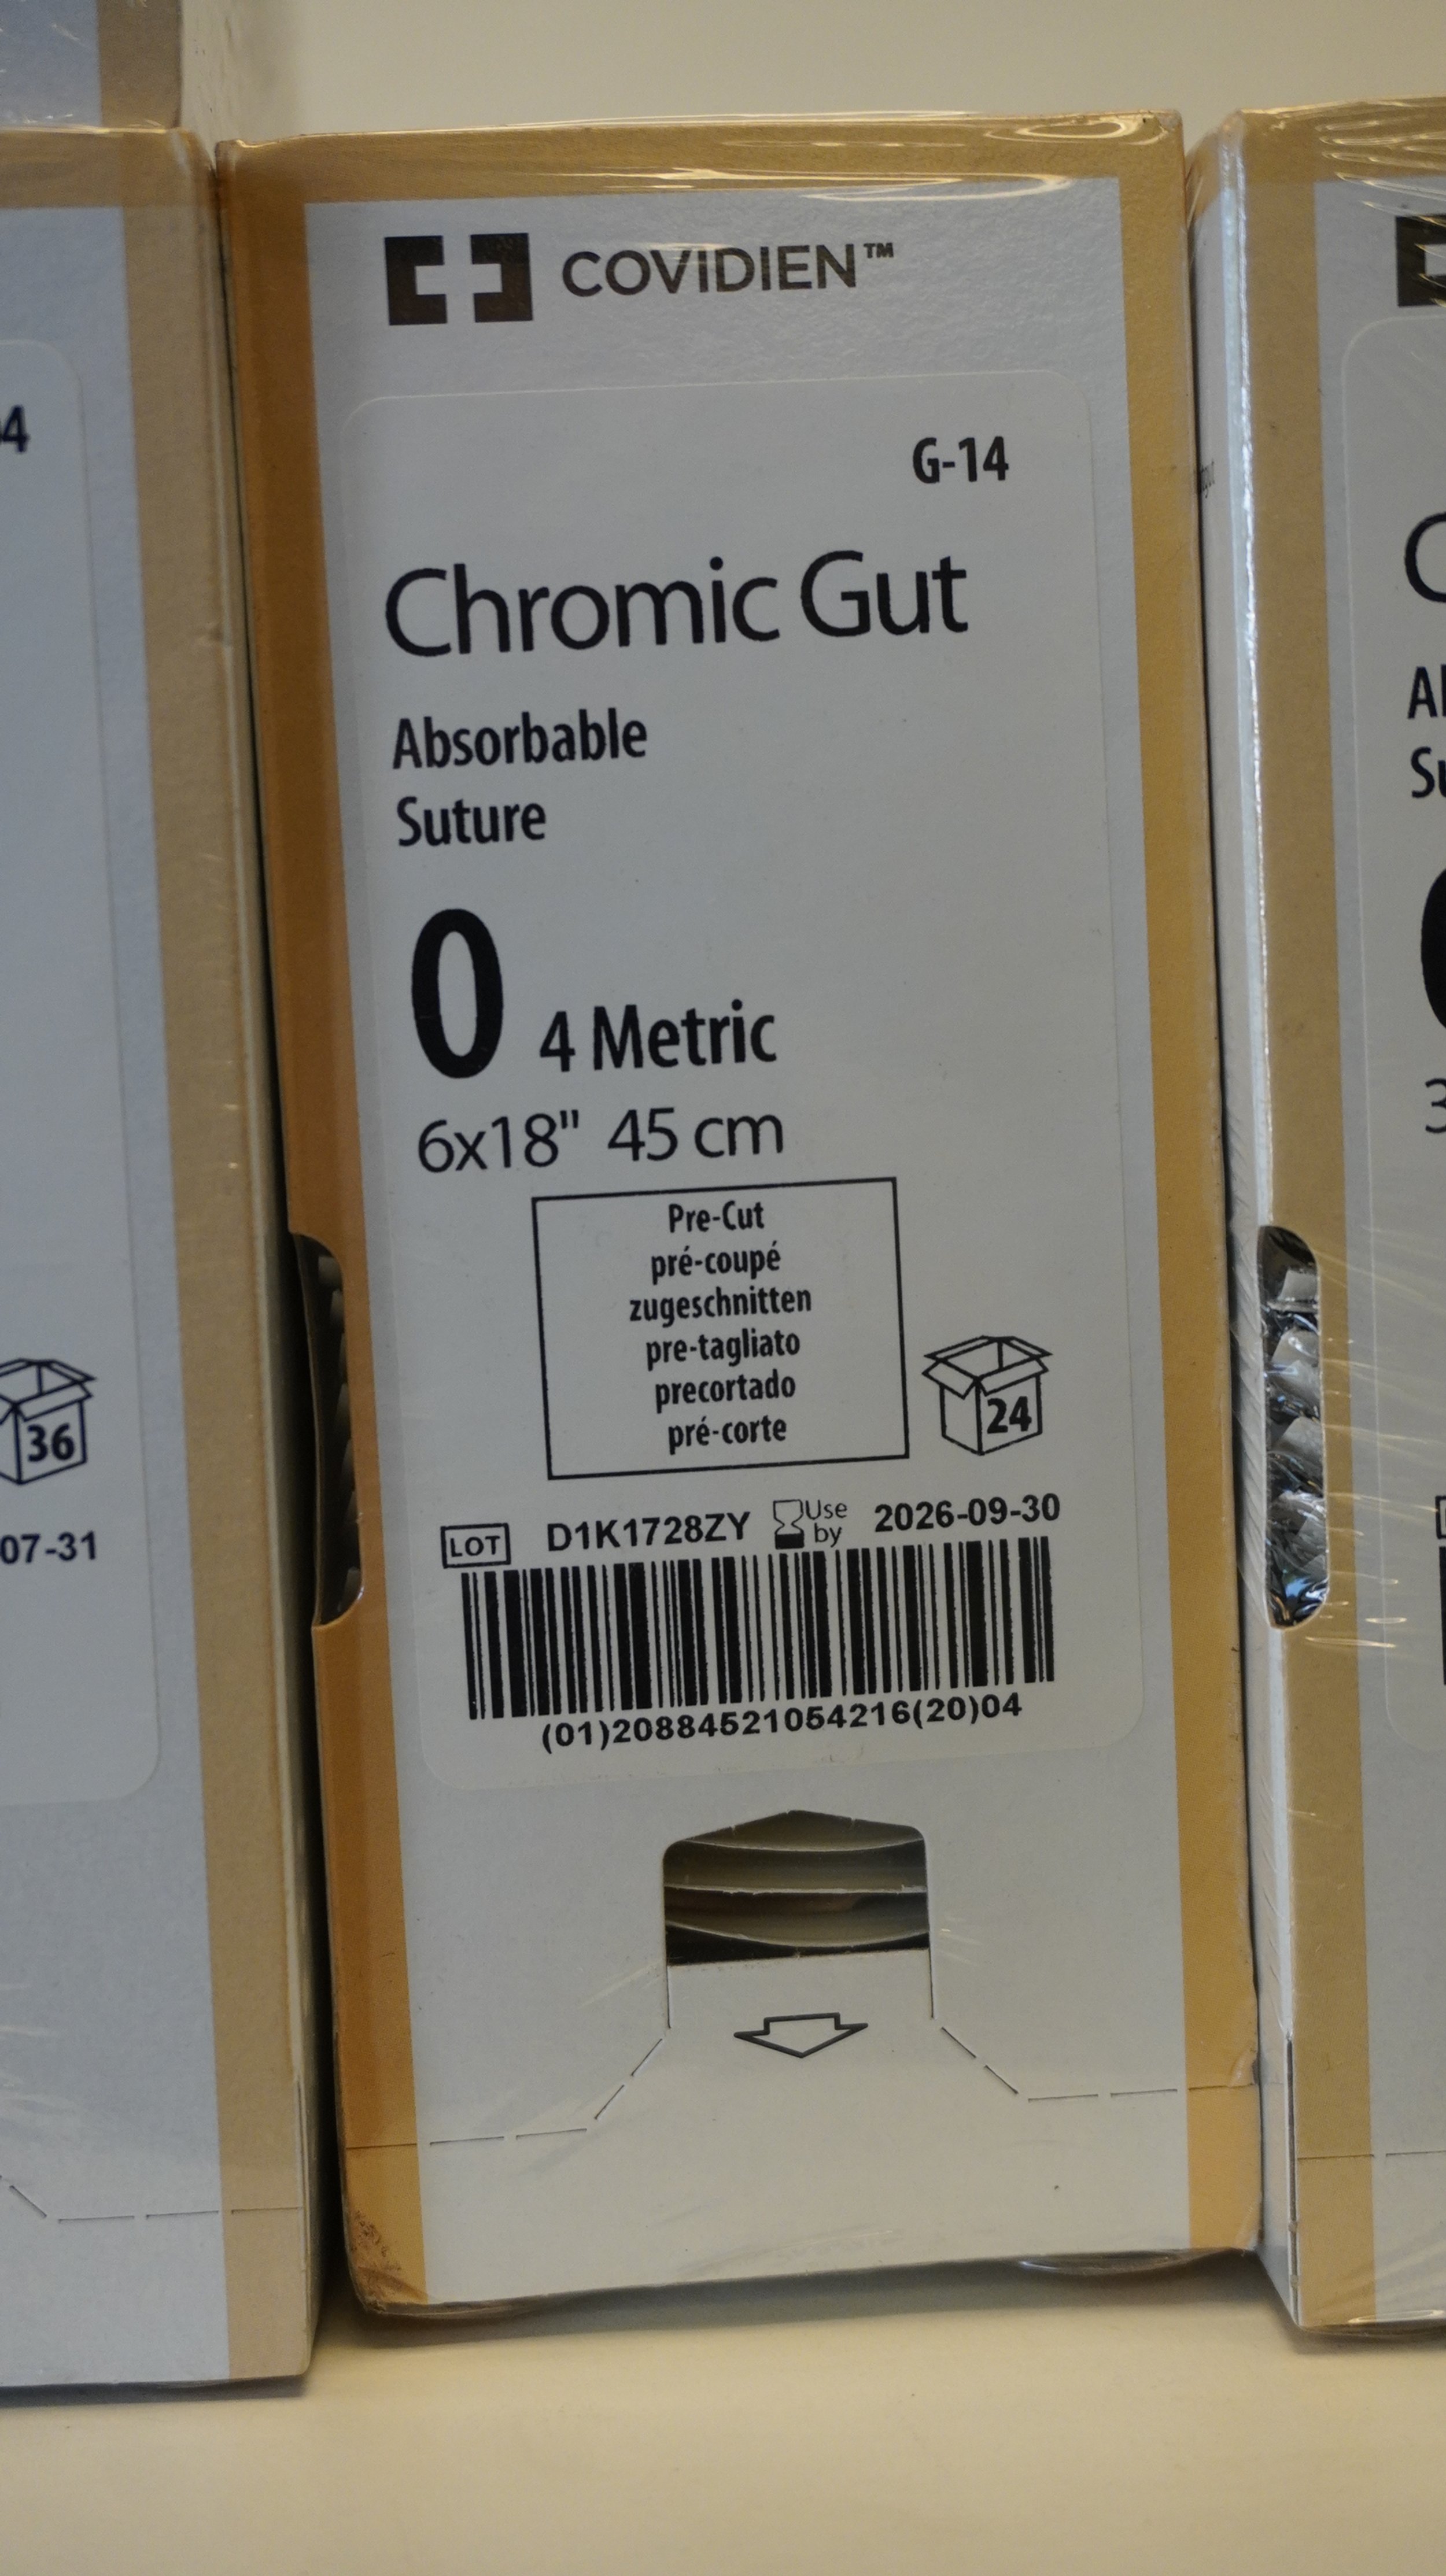 COVIDIEN™
G-14
Chromic Gut
Absorbable
Suture
0 4 Metric
6x18" 45 cm
Pre-Cut
pré-coupé
zugeschnitten
pre-tagliato
precortado
pré-corte
24
LOT D1K1728ZY Use by 2026-09-30
(01)20884521054216(20)04
4
36
07-31